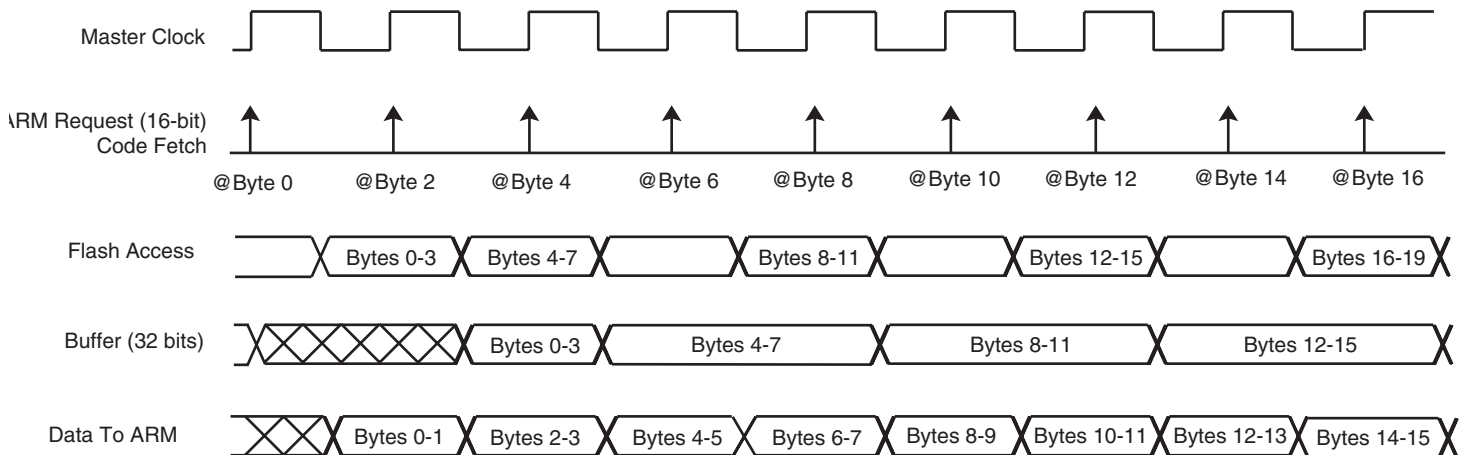 Master Clock
ARM Request (16-bit)
Code Fetch
@Byte 0 @Byte 2 @Byte 4 @Byte 6 @Byte 8 @Byte 10 @Byte 12 @Byte 14 @Byte 16
Flash Access Bytes 0-3 Bytes 4-7 Bytes 8-11 Bytes 12-15 Bytes 16-19
Buffer (32 bits) Bytes 0-3 Bytes 4-7 Bytes 8-11 Bytes 12-15
Data To ARM Bytes 0-1 Bytes 2-3 Bytes 4-5 Bytes 6-7 Bytes 8-9 Bytes 10-11 Bytes 12-13 Bytes 14-15